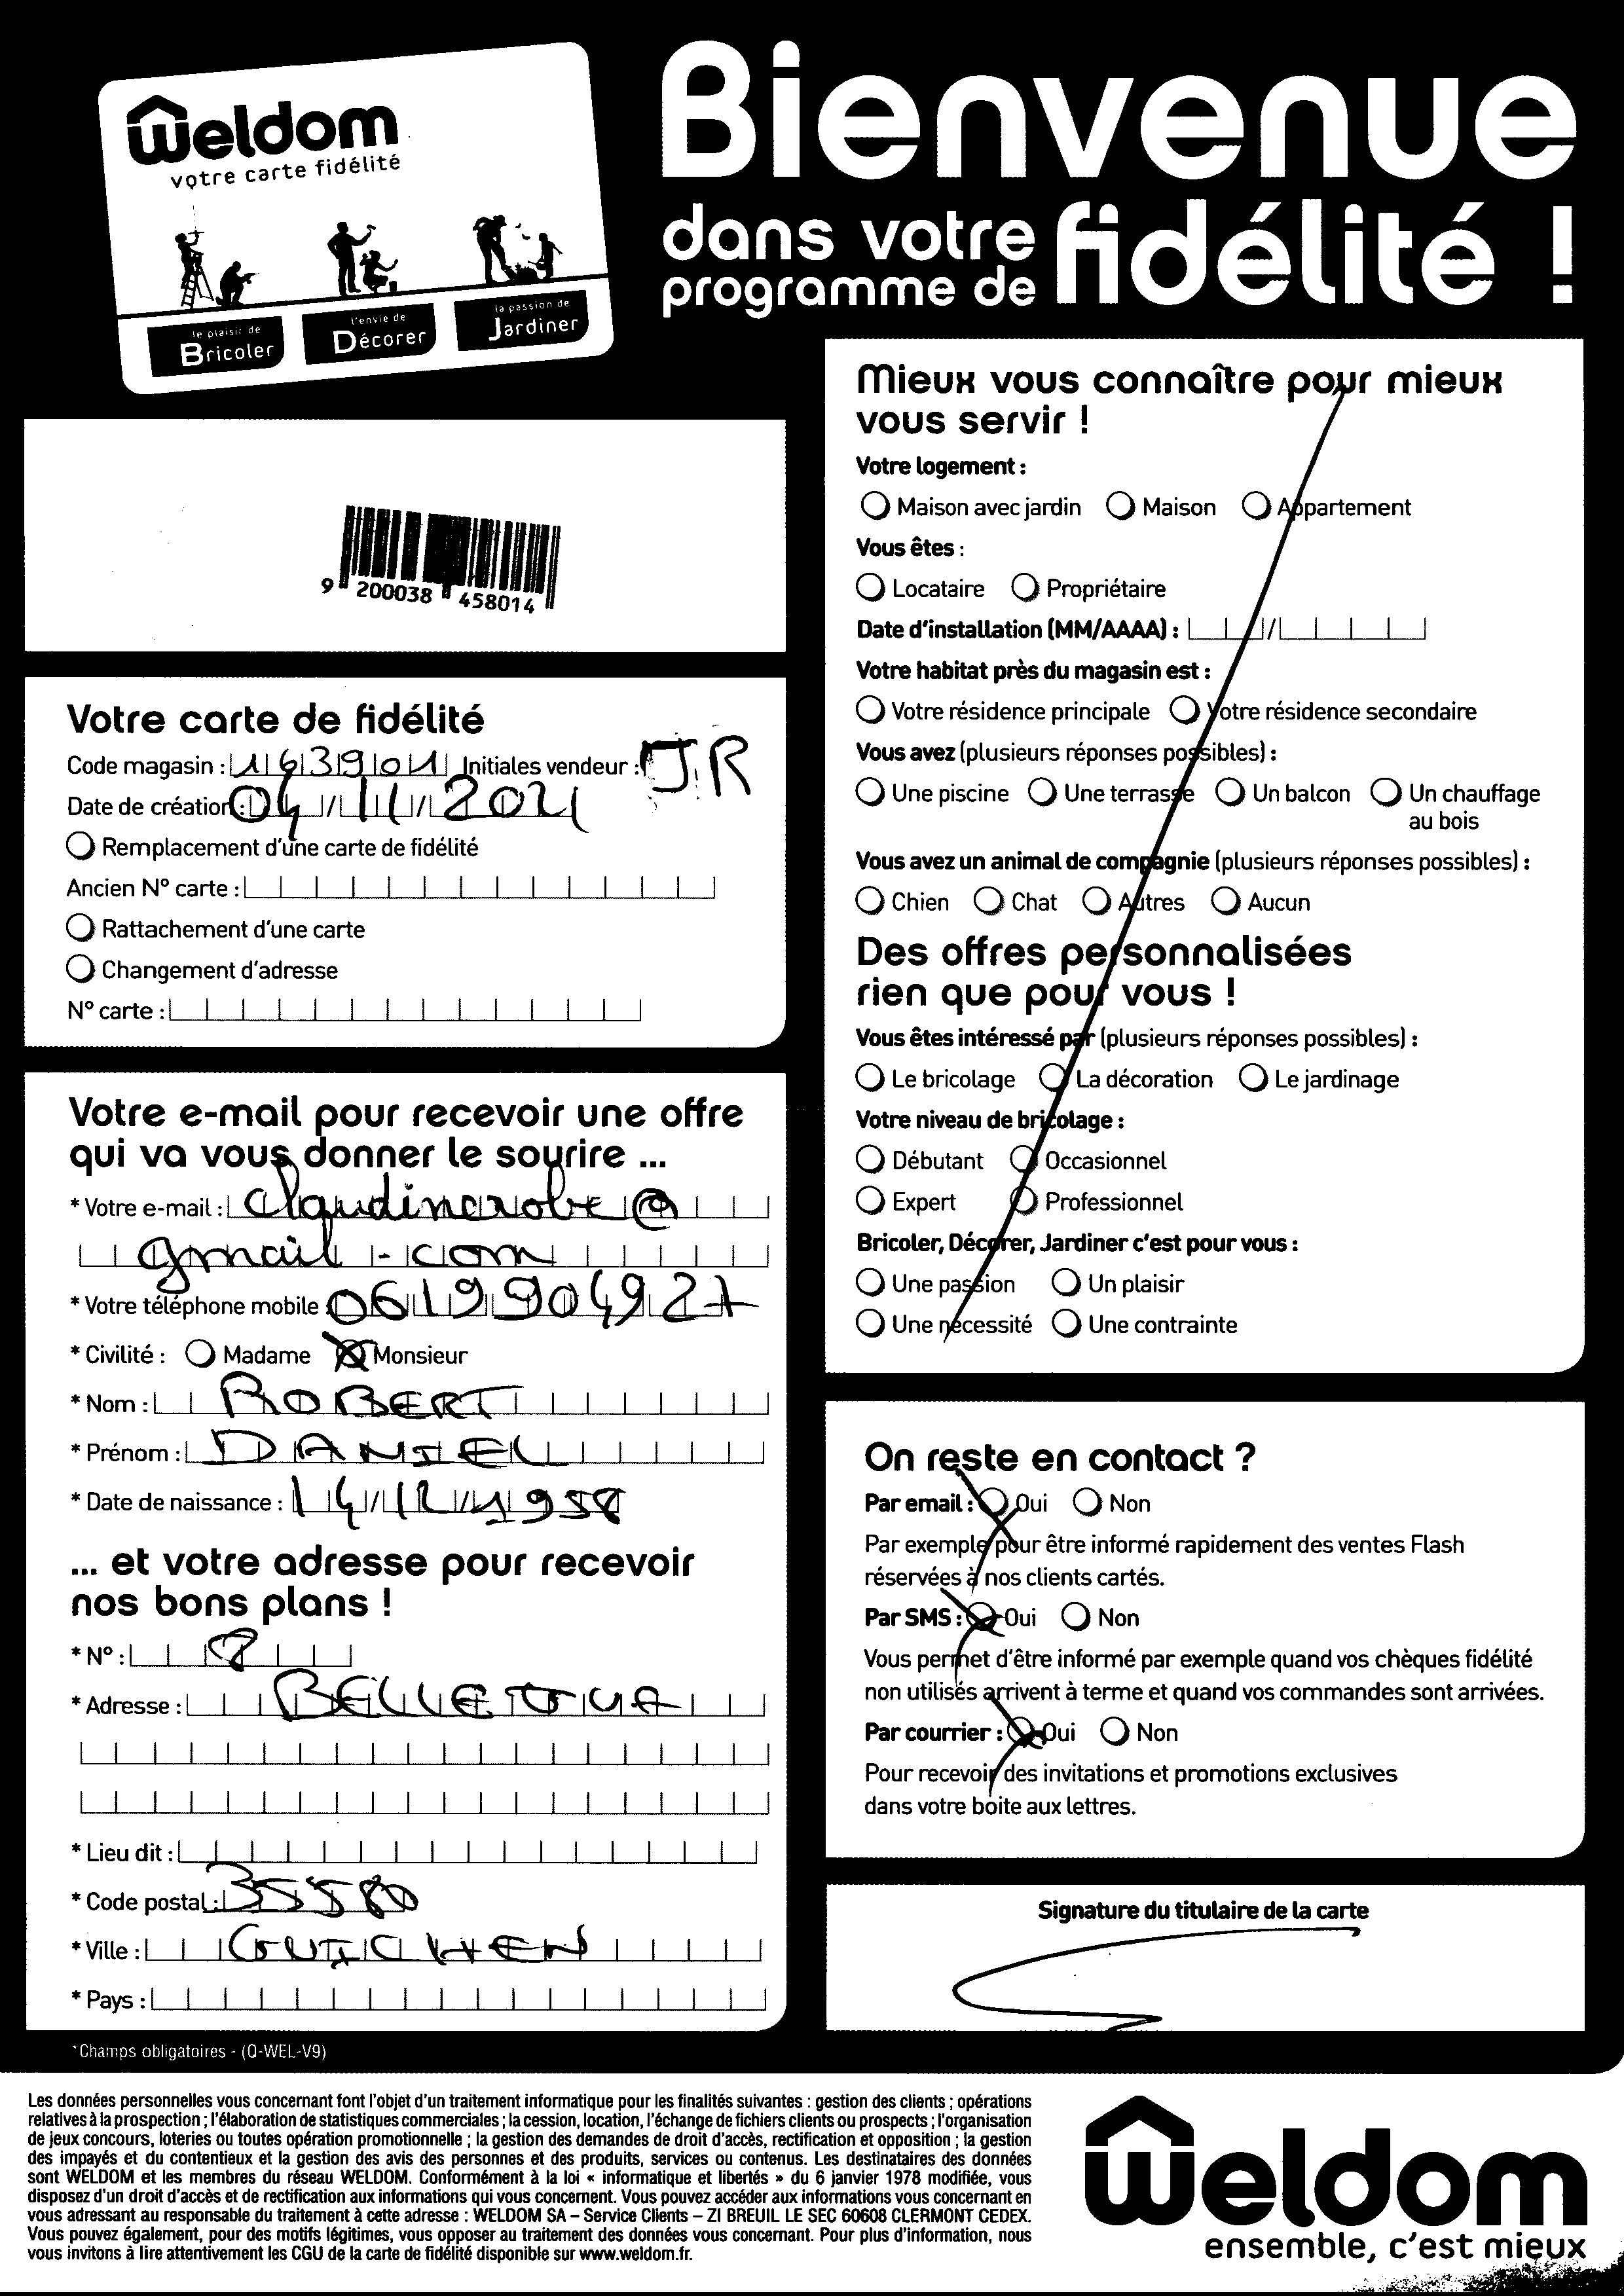 Weldom
votre carte fidélité
le plaisir de
Bricoler
l'envie de
Décorer
la passion de
Jardiner
Bienvenue
dans votre
programme de fidélité !
9 200038 458014
Votre carte de fidélité
Code magasin : 163901 Initiales vendeur : JR
Date de création : 04/11/2021
Remplacement d'une carte de fidélité
Ancien N° carte :
Rattachement d'une carte
Changement d'adresse
N° carte :
Votre e-mail pour recevoir une offre
qui va vous donner le sourire ...
* Votre e-mail : claudinerobe@
gmail.com
* Votre téléphone mobile 0619904927
* Civilité : Madame Monsieur
* Nom : ROBERT
* Prénom : DANIEL
* Date de naissance : 14/12/1958
... et votre adresse pour recevoir
nos bons plans !
* N° : 8
* Adresse :
* Lieu dit :
* Code postal : 35580
* Ville : GUICHEN
* Pays :
*Champs obligatoires - (Q-WEL-V9)
Mieux vous connaître pour mieux
vous servir !
Votre logement :
Maison avec jardin Maison Appartement
Vous êtes :
Locataire Propriétaire
Date d'installation (MM/AAAA) : /
Votre habitat près du magasin est :
Votre résidence principale Votre résidence secondaire
Vous avez (plusieurs réponses possibles) :
Une piscine Une terrasse Un balcon Un chauffage
au bois
Vous avez un animal de compagnie (plusieurs réponses possibles) :
Chien Chat Autres Aucun
Des offres personnalisées
rien que pour vous !
Vous êtes intéressé par (plusieurs réponses possibles) :
Le bricolage La décoration Le jardinage
Votre niveau de bricolage :
Débutant Occasionnel
Expert Professionnel
Bricoler, Décorer, Jardiner c'est pour vous :
Une passion Un plaisir
Une nécessité Une contrainte
On reste en contact ?
Par email : Oui Non
Par exemple pour être informé rapidement des ventes Flash
réservées à nos clients cartés.
Par SMS : Oui Non
Vous permet d'être informé par exemple quand vos chèques fidélité
non utilisés arrivent à terme et quand vos commandes sont arrivées.
Par courrier : Oui Non
Pour recevoir des invitations et promotions exclusives
dans votre boite aux lettres.
Signature du titulaire de la carte
Les données personnelles vous concernant font l'objet d'un traitement informatique pour les finalités suivantes : gestion des clients ; opérations
relatives à la prospection ; l'élaboration de statistiques commerciales ; la cession, location, l'échange de fichiers clients ou prospects ; l'organisation
de jeux concours, loteries ou toutes opération promotionnelle ; la gestion des demandes de droit d'accès, rectification et opposition ; la gestion
des impayés et du contentieux et la gestion des avis des personnes et des produits, services ou contenus. Les destinataires des données
sont WELDOM et les membres du réseau WELDOM. Conformément à la loi « informatique et libertés » du 6 janvier 1978 modifiée, vous
disposez d'un droit d'accès et de rectification aux informations qui vous concernent. Vous pouvez accéder aux informations vous concernant en
vous adressant au responsable du traitement à cette adresse : WELDOM SA – Service Clients – ZI BREUIL LE SEC 60608 CLERMONT CEDEX.
Vous pouvez également, pour des motifs légitimes, vous opposer au traitement des données vous concernant. Pour plus d'information, nous
vous invitons à lire attentivement les CGU de la carte de fidélité disponible sur www.weldom.fr.
Weldom
ensemble, c'est mieux